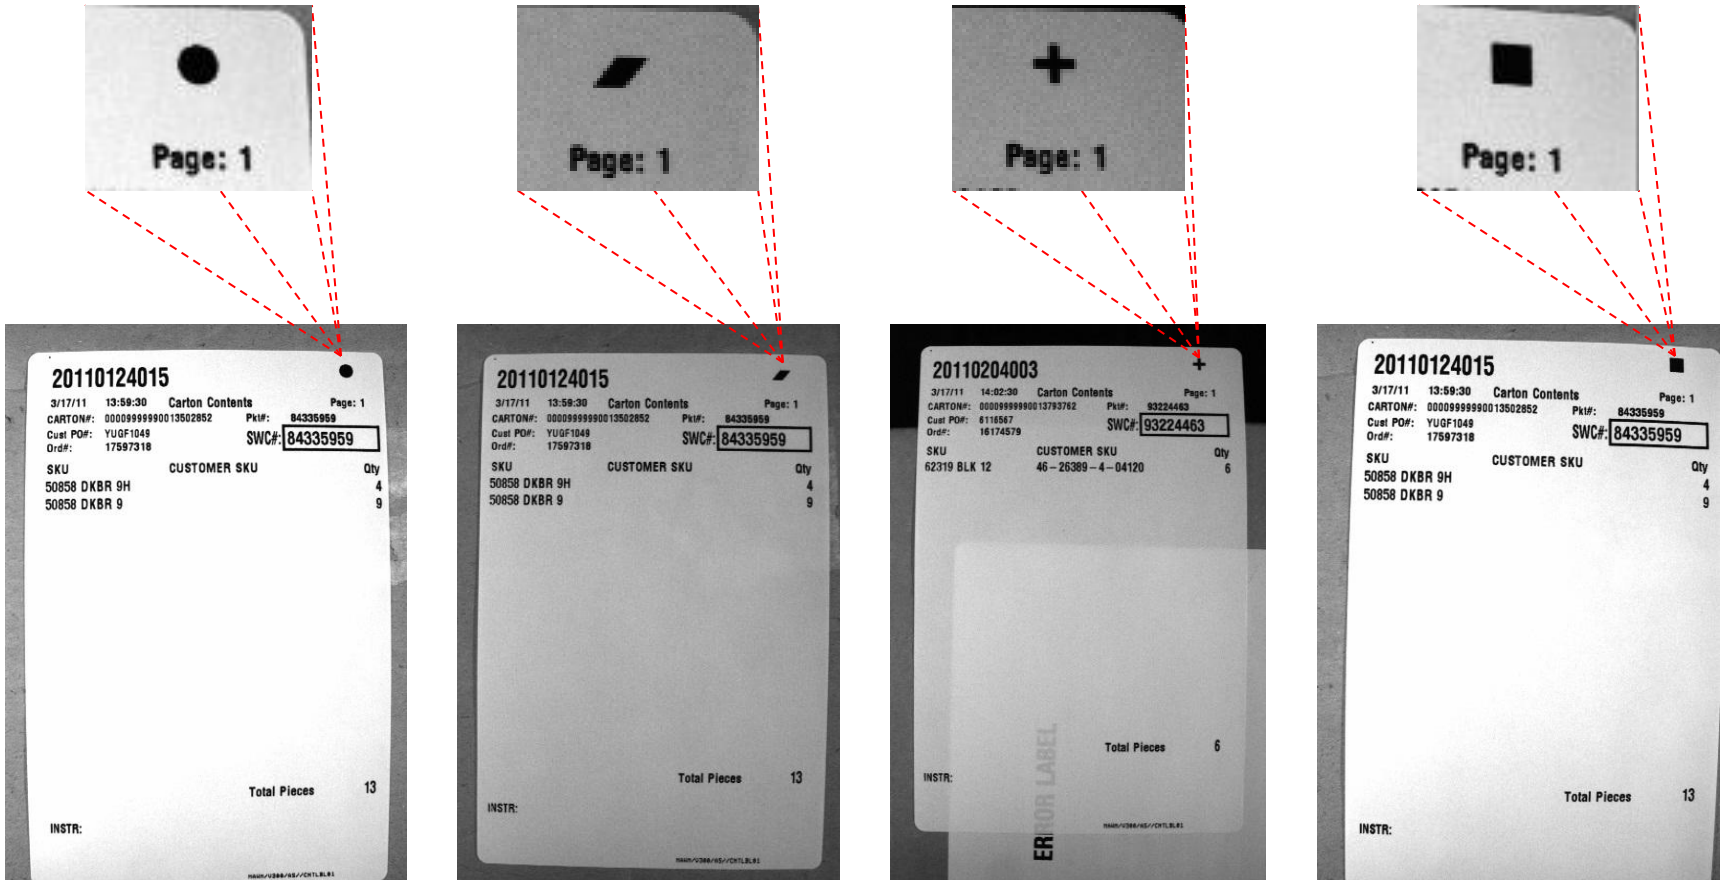 Page: 1
Page: 1
Page: 1
Page: 1
20110124015
3/17/11 13:59:30 Carton Contents Page: 1
CARTON#: 00009999990013502852 Pkt#: 84335959
Cust PO#: YUGF1049 SWC#: 84335959
Ord#: 17597318
SKU CUSTOMER SKU Qty
50858 DKBR 9H 4
50858 DKBR 9 9
Total Pieces 13
INSTR:
20110124015
3/17/11 13:59:30 Carton Contents Page: 1
CARTON#: 00009999990013502852 Pkt#: 84335959
Cust PO#: YUGF1049 SWC#: 84335959
Ord#: 17597318
SKU CUSTOMER SKU Qty
50858 DKBR 9H 4
50858 DKBR 9 9
Total Pieces 13
INSTR:
20110204003
3/17/11 14:02:30 Carton Contents Page: 1
CARTON#: 00009999990013793762 Pkt#: 93224463
Cust PO#: 6116567 SWC#: 93224463
Ord#: 16174579
SKU CUSTOMER SKU Qty
62319 BLK 12 46-26389-4-04120 6
Total Pieces 6
INSTR:
ERROR LABEL
20110124015
3/17/11 13:59:30 Carton Contents Page: 1
CARTON#: 00009999990013502852 Pkt#: 84335959
Cust PO#: YUGF1049 SWC#: 84335959
Ord#: 17597318
SKU CUSTOMER SKU Qty
50858 DKBR 9H 4
50858 DKBR 9 9
Total Pieces 13
INSTR: